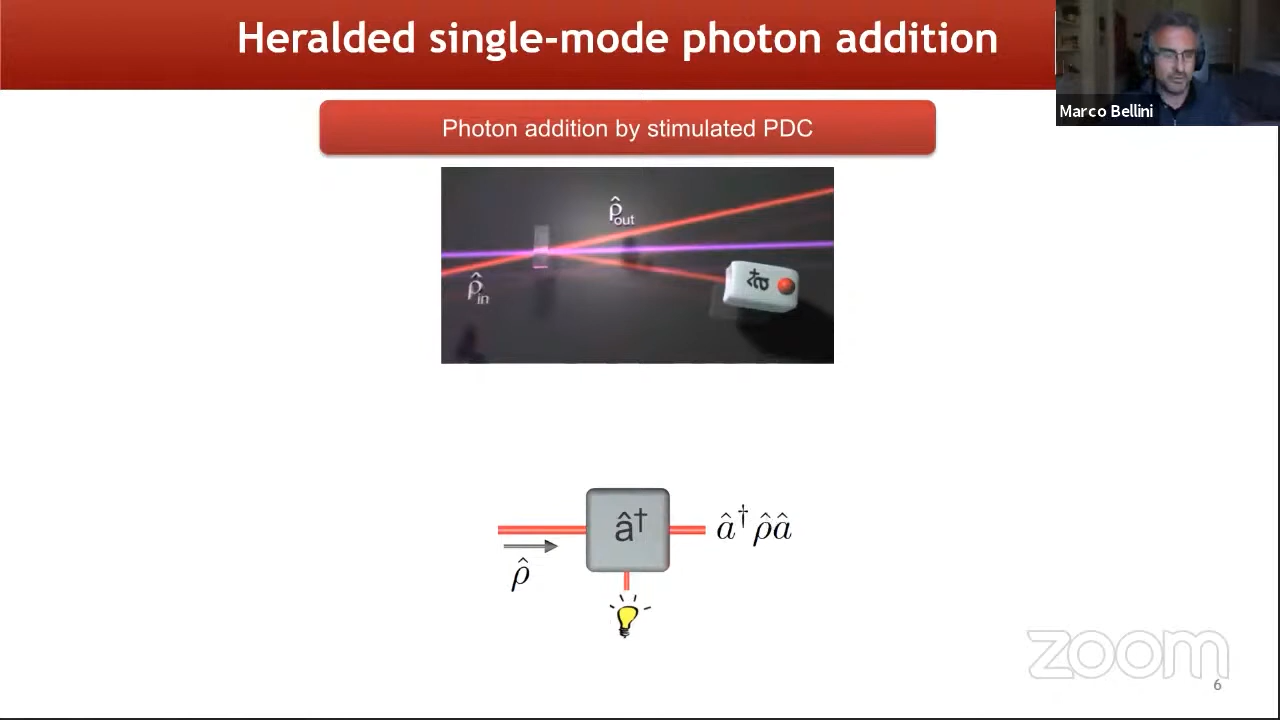 Heralded single-mode photon addition
Marco Bellini
Photon addition by stimulated PDC
ρ̂out
ρ̂in
â†
â†
â†ρ̂â
ρ̂
zoom
6